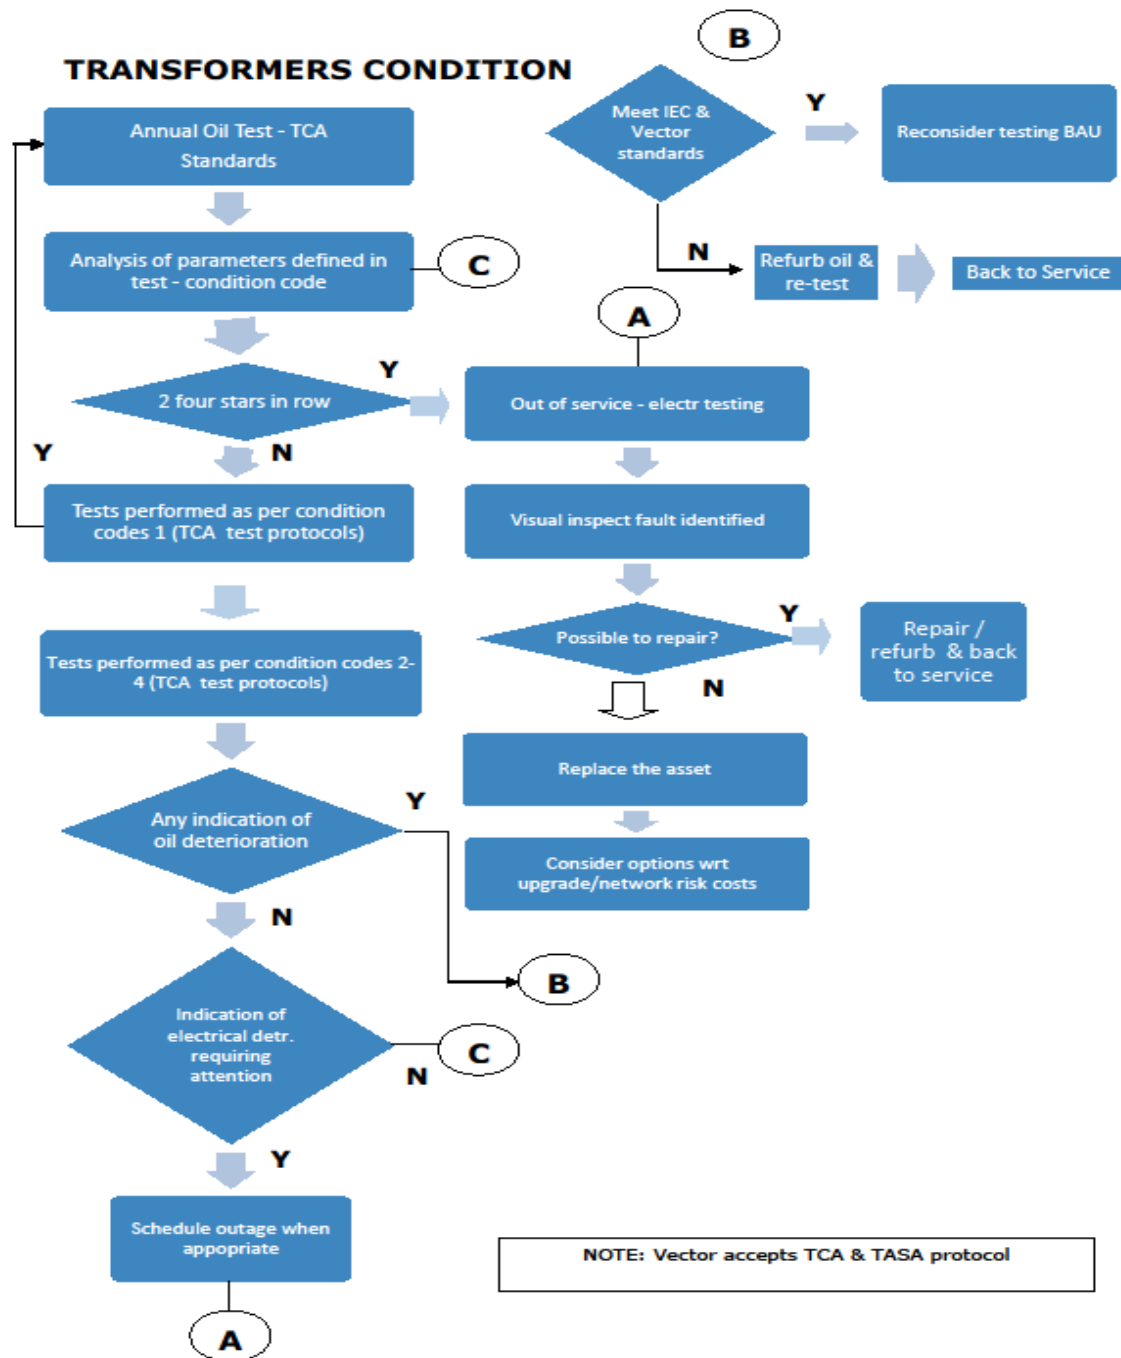 TRANSFORMERS CONDITION
Annual Oil Test - TCA
Standards
Analysis of parameters defined in
test - condition code
C
2 four stars in row
Y
N
Y
Tests performed as per condition
codes 1 (TCA  test protocols)
Tests performed as per condition codes 2-
4 (TCA  test protocols)
Any indication of
oil deterioration
Y
N
B
Indication of
electrical detr.
requiring
attention
N
C
Y
Schedule outage when
appopriate
A
B
Meet IEC &
Vector
standards
Y
Reconsider testing BAU
N
Refurb oil &
re-test
Back to Service
A
Out of service - electr testing
Visual inspect fault identified
Possible to repair?
Y
Repair /
refurb  & back
to service
N
Replace the asset
Consider options wrt
upgrade/network risk costs
NOTE: Vector accepts TCA & TASA protocol